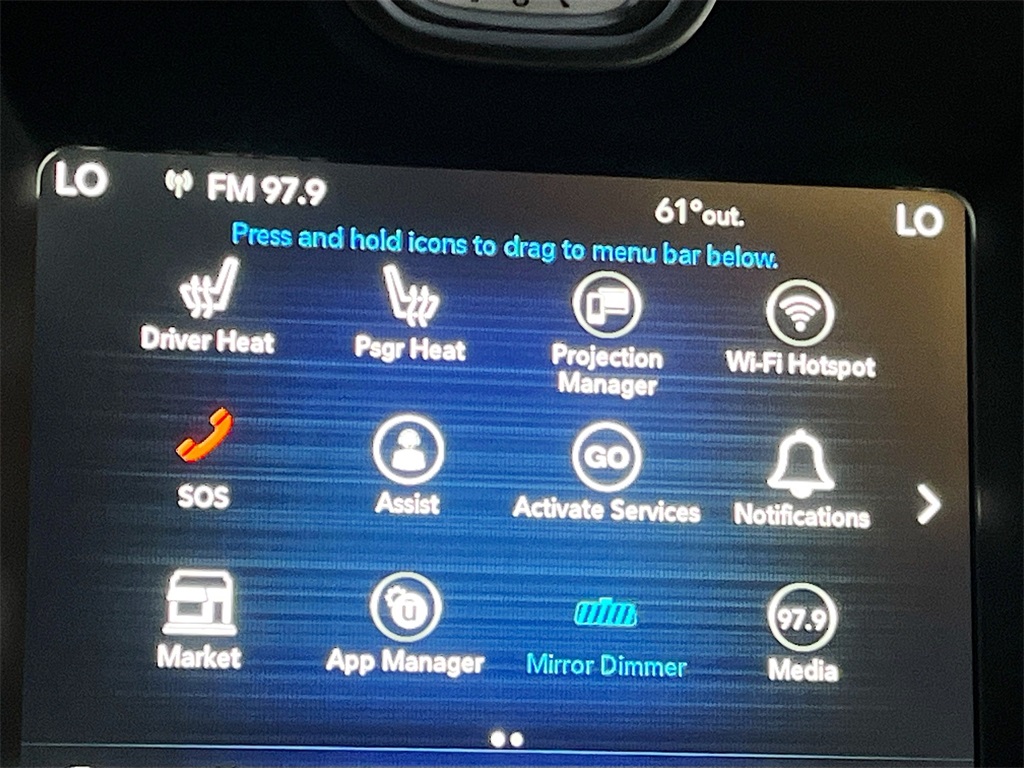 LO FM 97.9 61°out. LO
Press and hold icons to drag to menu bar below.
Driver Heat Psgr Heat Projection Manager Wi-Fi Hotspot
SOS Assist GO Activate Services Notifications
Market App Manager Mirror Dimmer 97.9 Media